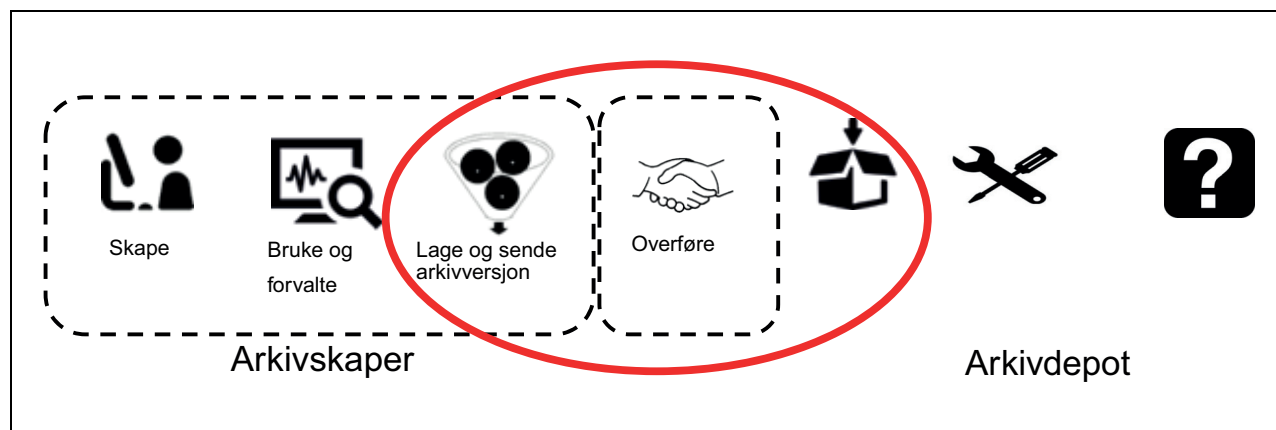 Skape
Bruke og
forvalte
Lage og sende
arkivversjon
Overføre
?
Arkivskaper
Arkivdepot